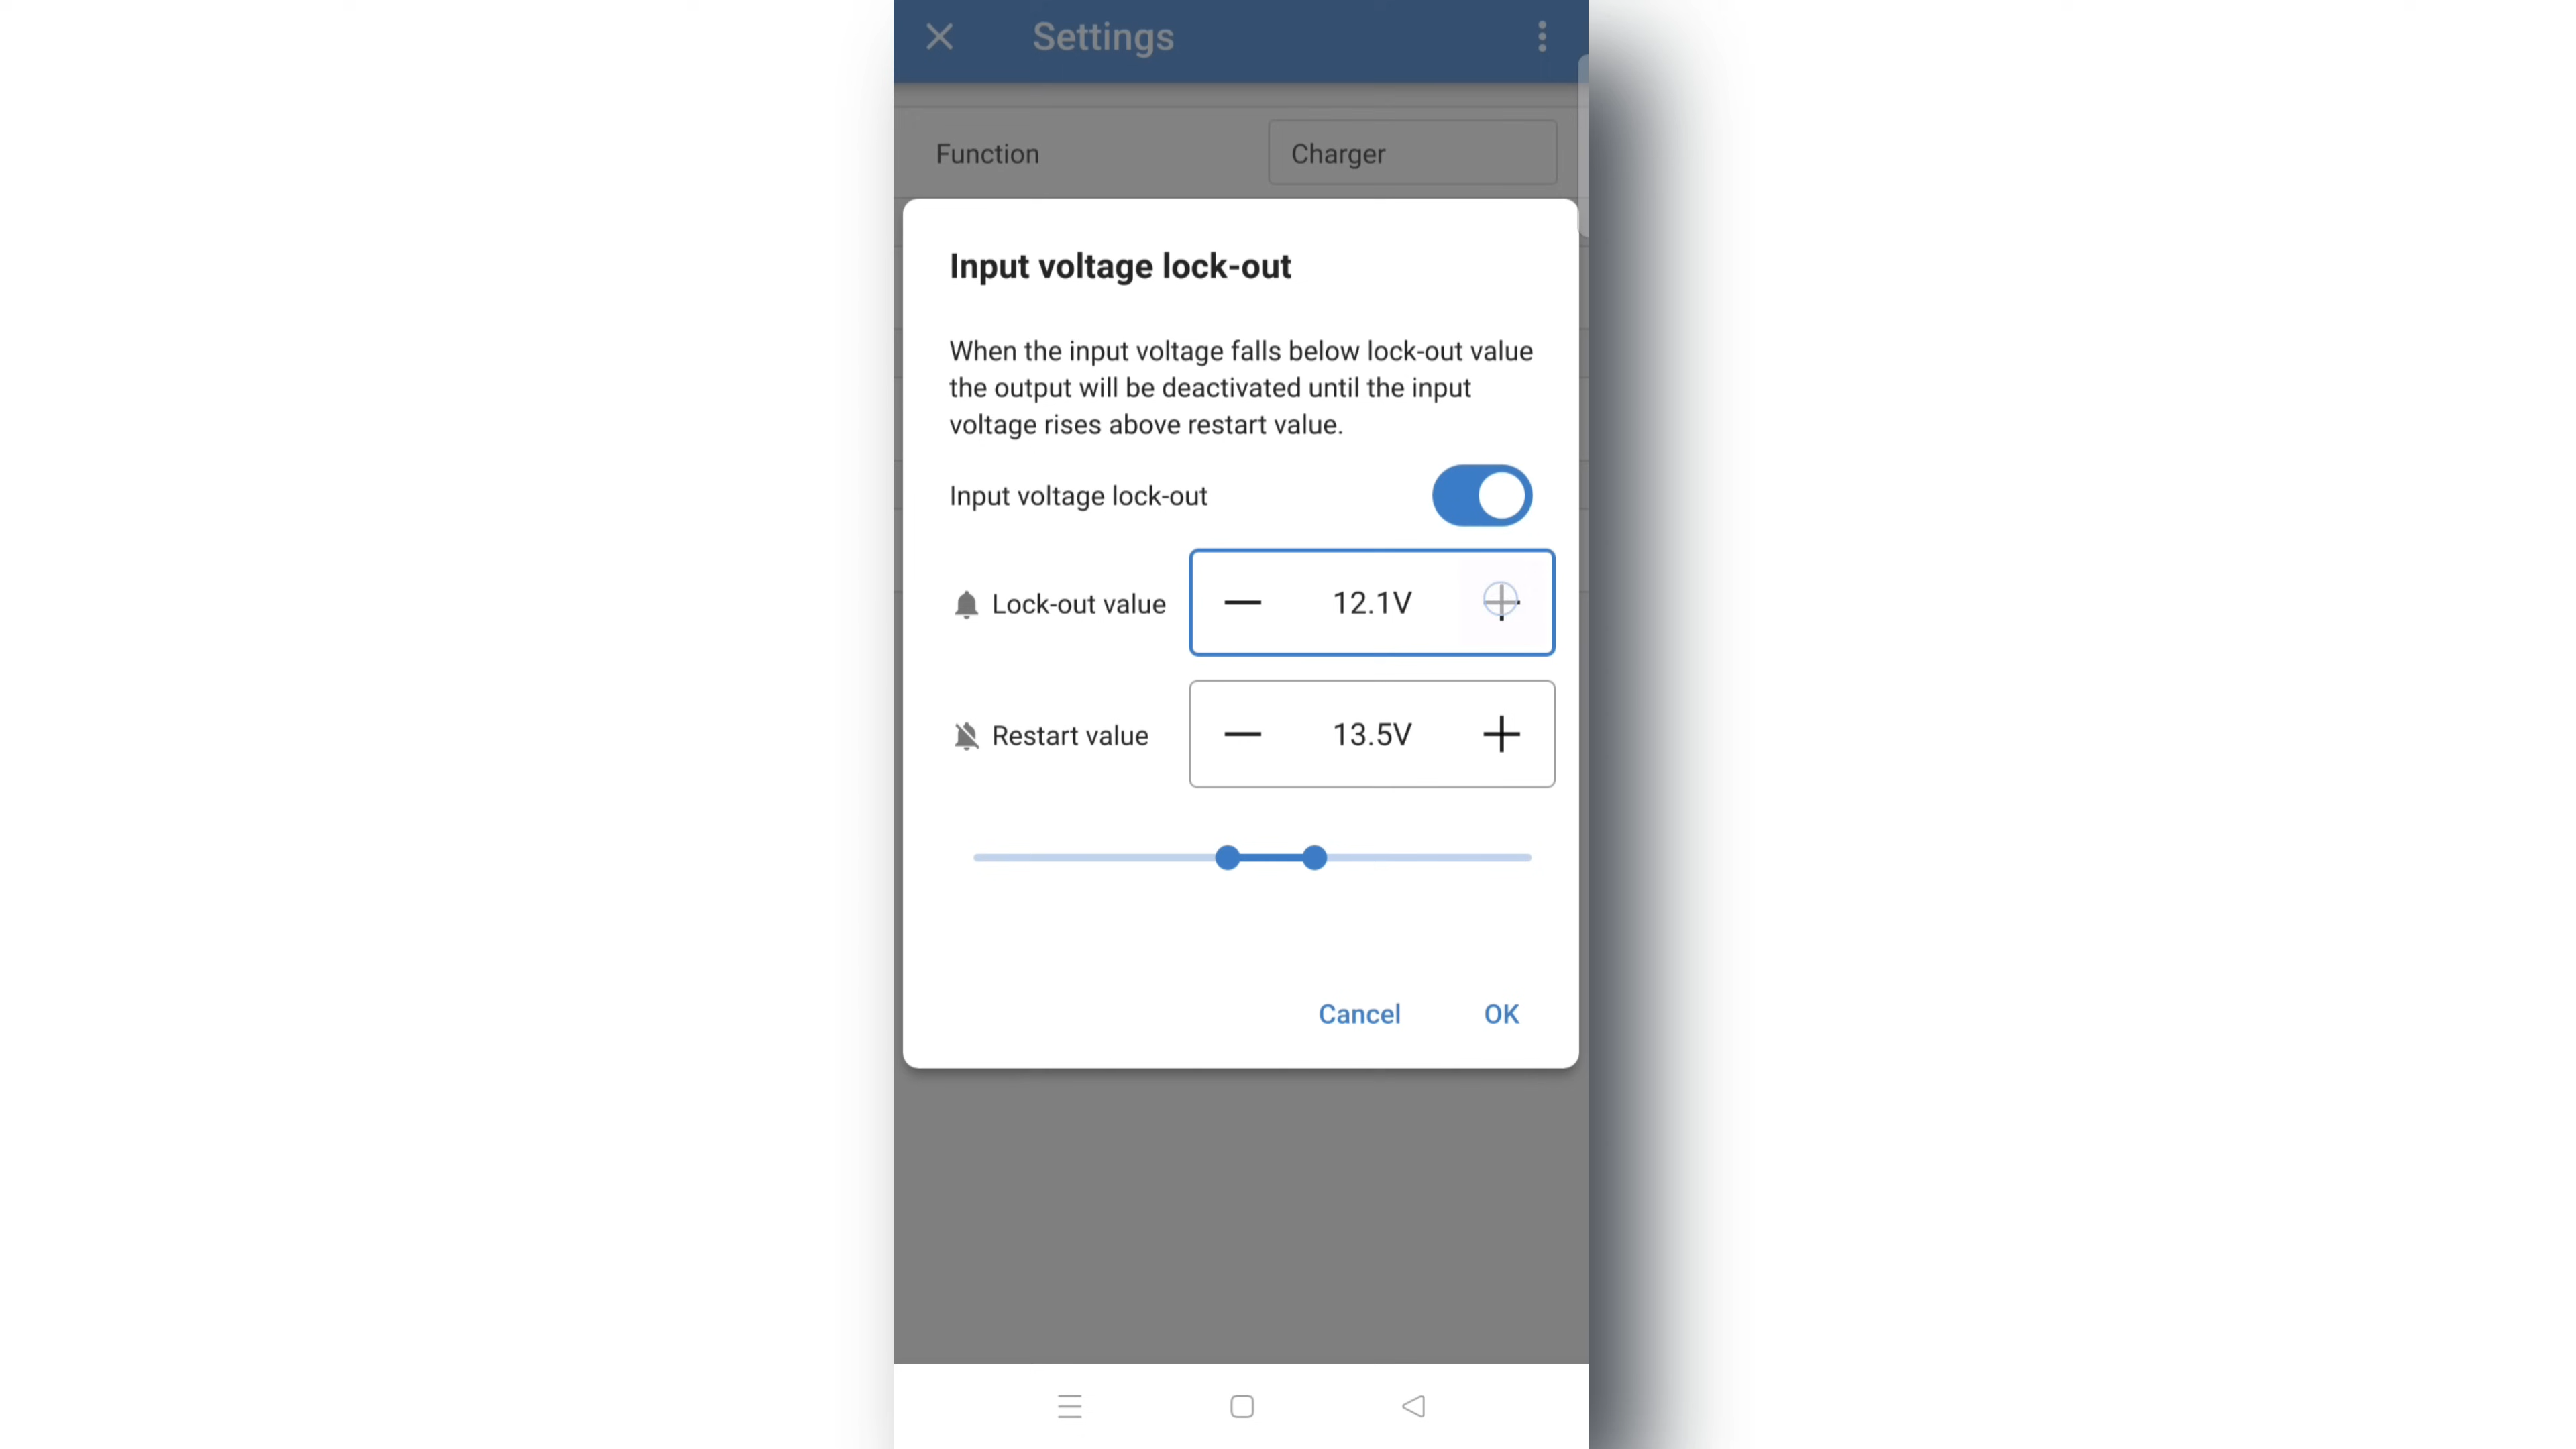 Settings
Function
Charger
Input voltage lock-out
When the input voltage falls below lock-out value
the output will be deactivated until the input
voltage rises above restart value.
Input voltage lock-out
Lock-out value
12.1V
Restart value
13.5V
Cancel
OK